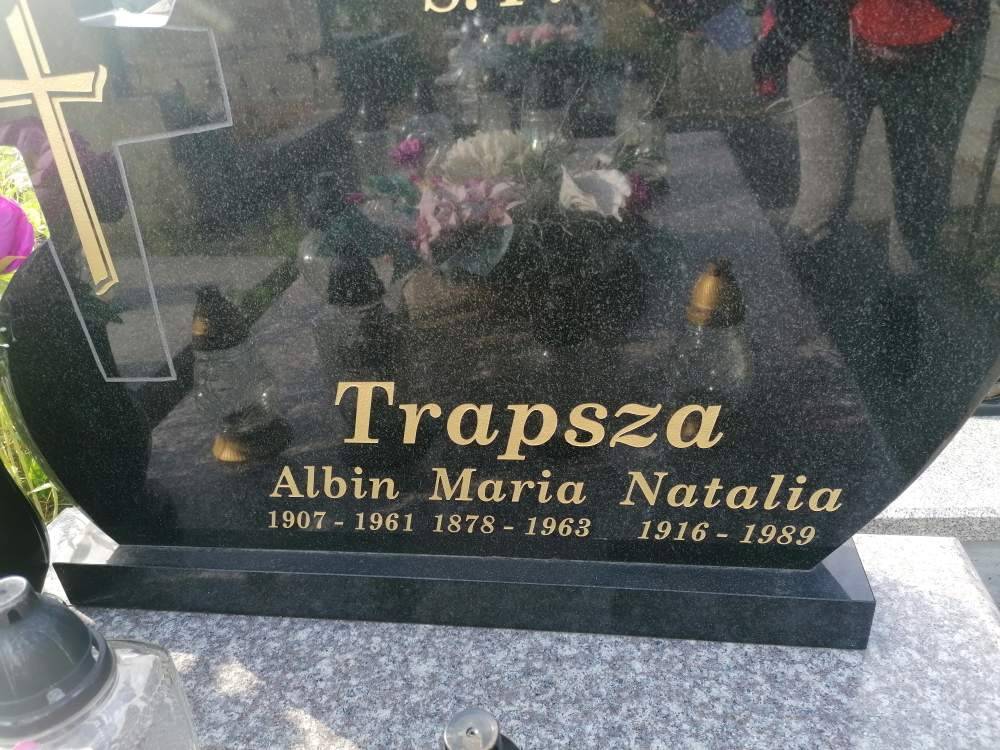 Trapsza
Albin Maria Natalia
1907 - 1961 1878 - 1963 1916 - 1989